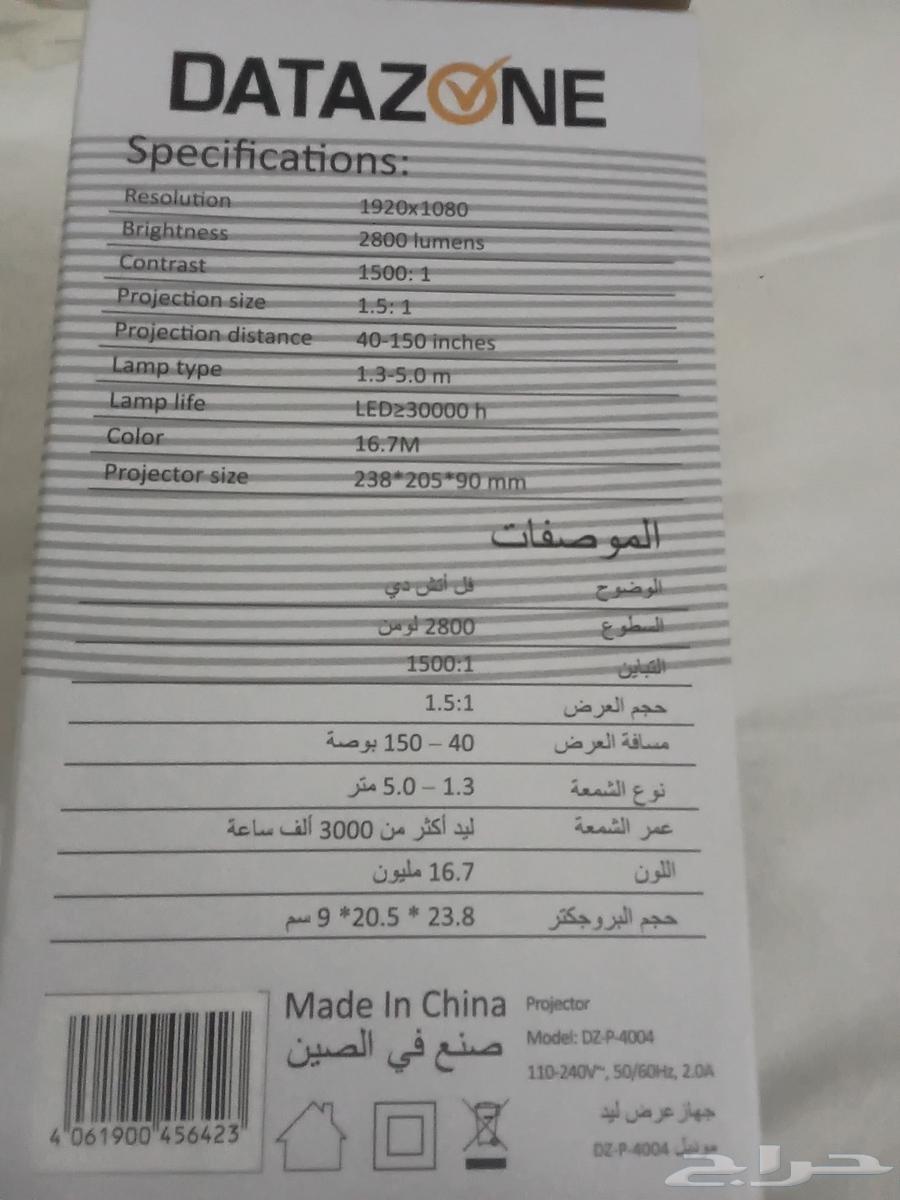 DATAZONE
Specifications:
Resolution 1920x1080
Brightness 2800 lumens
Contrast 1500: 1
Projection size 1.5: 1
Projection distance 40-150 inches
Lamp type 1.3-5.0 m
Lamp life LED≥30000 h
Color 16.7M
Projector size 238*205*90 mm
الموصفات
الوضوح فل أتش دي
السطوع 2800 لومن
التباين 1500:1
حجم العرض 1.5:1
مسافة العرض 40 – 150 بوصة
نوع الشمعة 1.3 – 5.0 متر
عمر الشمعة ليد أكثر من 3000 ألف ساعة
اللون 16.7 مليون
حجم البروجكتر 23.8 * 20.5* 9 سم
Made In China
صنع في الصين
Projector
Model: DZ-P-4004
110-240V~, 50/60Hz, 2.0A
جهاز عرض ليد
موديل DZ-P-4004
4 061900 456423
حراج